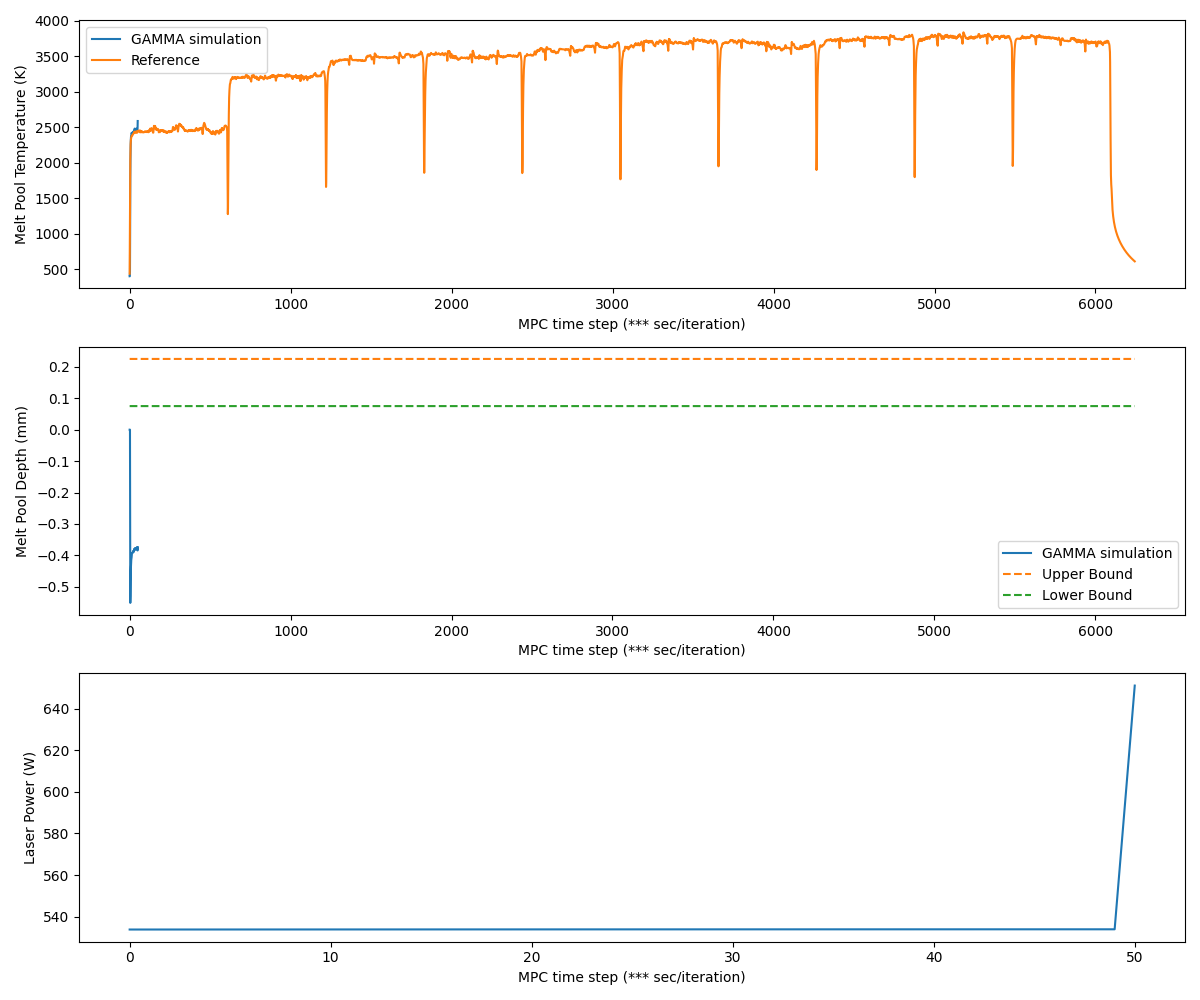 4000
3500
3000
2500
2000
1500
1000
500
Melt Pool Temperature (K)
GAMMA simulation
Reference
0 1000 2000 3000 4000 5000 6000
MPC time step (*** sec/iteration)
0.2
0.1
0.0
−0.1
−0.2
−0.3
−0.4
−0.5
Melt Pool Depth (mm)
GAMMA simulation
Upper Bound
Lower Bound
0 1000 2000 3000 4000 5000 6000
MPC time step (*** sec/iteration)
640
620
600
580
560
540
Laser Power (W)
0 10 20 30 40 50
MPC time step (*** sec/iteration)